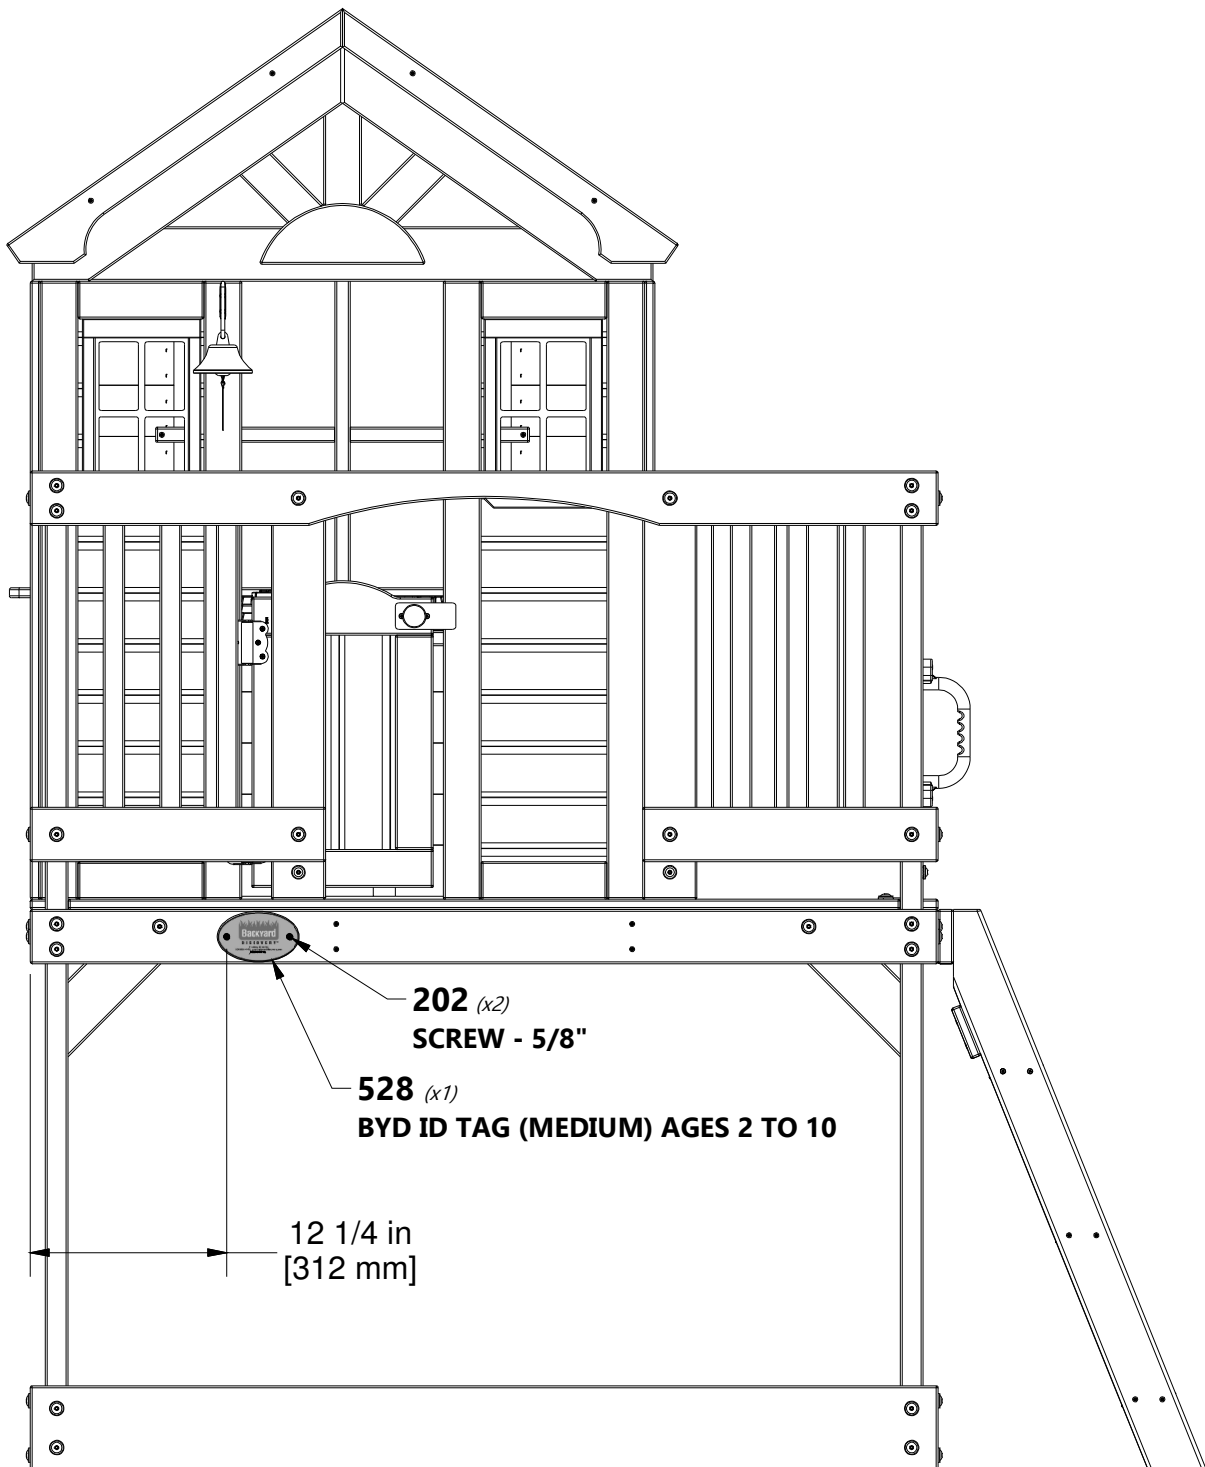 Backyard
DISCOVERY
202 (x2)
SCREW - 5/8"
528 (x1)
BYD ID TAG (MEDIUM) AGES 2 TO 10
12 1/4 in
[312 mm]